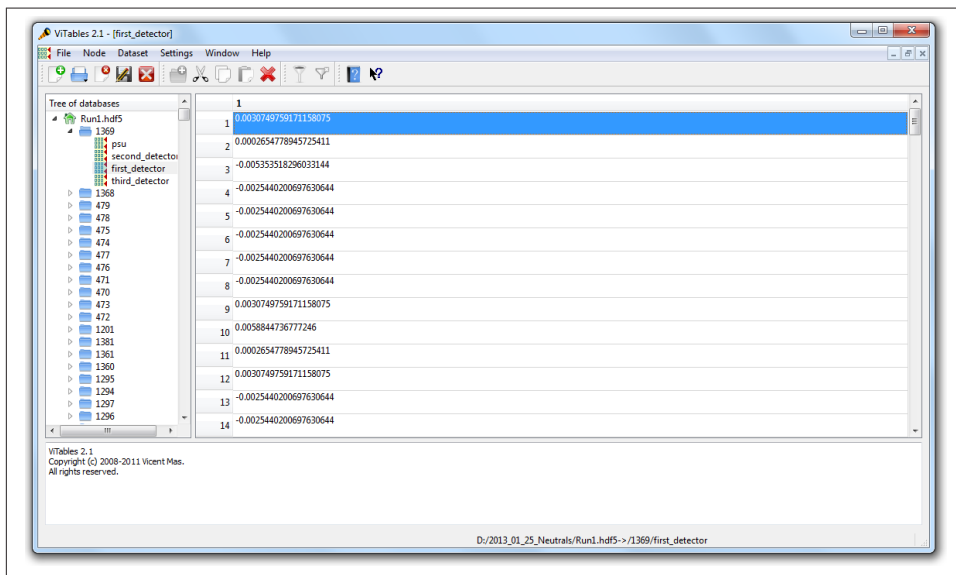 ViTables 2.1 - [first_detector]
File Node Dataset Settings Window Help
Tree of databases
Run1.hdf5
1369
psu
second_detector
first_detector
third_detector
1368
479
478
475
474
477
476
471
470
473
472
1201
1381
1361
1360
1295
1294
1297
1296
1
1 0.0030749759171158075
2 0.0002654778945725411
3 -0.00535351829603​3144
4 -0.0025440200697630644
5 -0.0025440200697630644
6 -0.0025440200697630644
7 -0.0025440200697630644
8 -0.0025440200697630644
9 0.0030749759171158075
10 0.0058844736777246
11 0.0002654778945725411
12 0.0030749759171158075
13 -0.0025440200697630644
14 -0.0025440200697630644
ViTables 2.1
Copyright (c) 2008-2011 Vicent Mas.
All rights reserved.
D:/2013_01_25_Neutrals/Run1.hdf5->/1369/first_detector